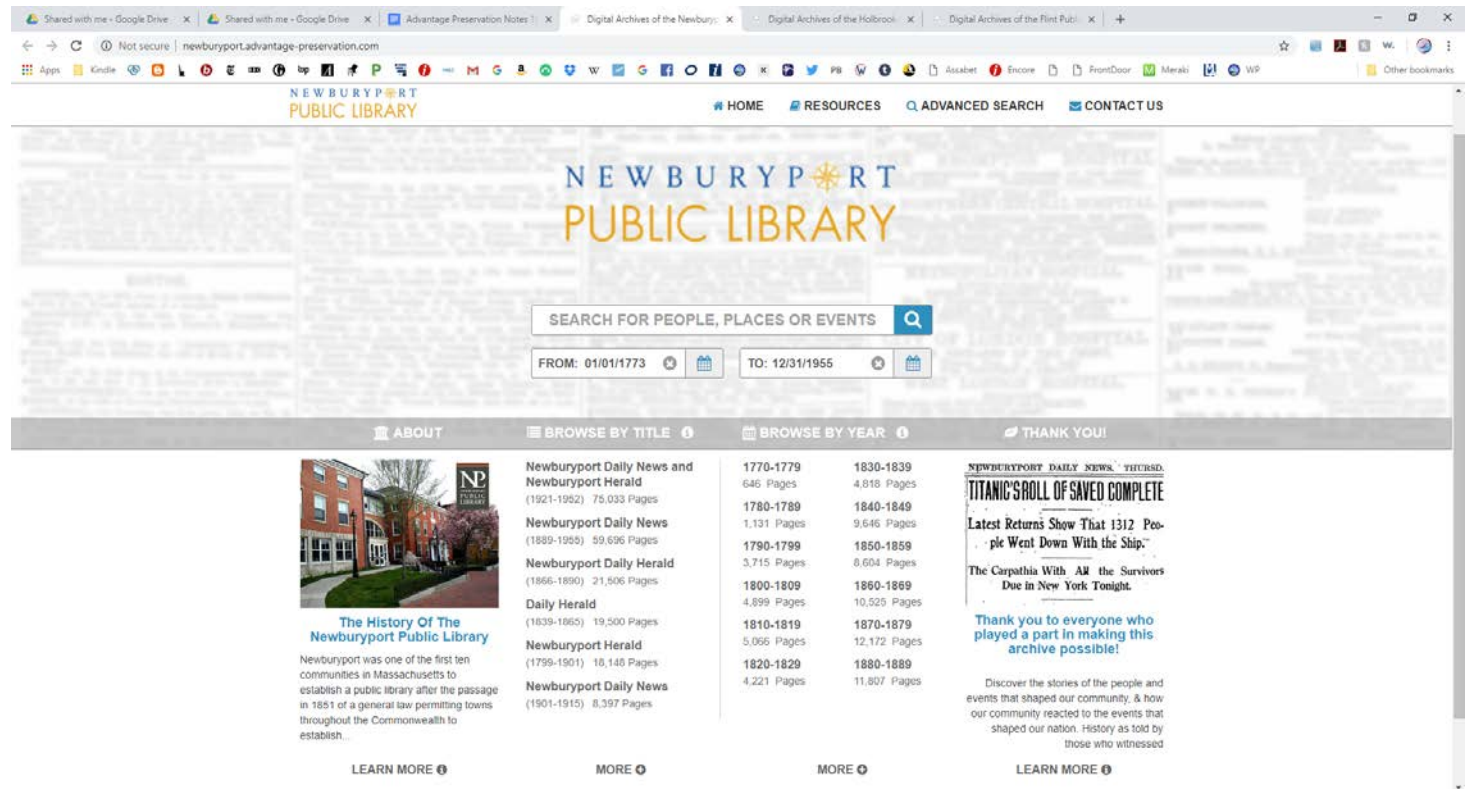 Shared with me - Google Drive
Shared with me - Google Drive
Advantage Preservation Notes
Digital Archives of the Newbury
Digital Archives of the Holbrook
Digital Archives of the Flint Publ
Not secure | newburyport.advantage-preservation.com
Apps
Kindle
Assabet
Encore
FrontDoor
Meraki
WP
Other bookmarks
NEWBURYPORT
PUBLIC LIBRARY
HOME
RESOURCES
ADVANCED SEARCH
CONTACT US
NEWBURYPORT
PUBLIC LIBRARY
SEARCH FOR PEOPLE, PLACES OR EVENTS
FROM: 01/01/1773
TO: 12/31/1955
ABOUT
BROWSE BY TITLE
BROWSE BY YEAR
THANK YOU!
NP
PUBLIC
LIBRARY
The History Of The
Newburyport Public Library
Newburyport was one of the first ten
communities in Massachusetts to
establish a public library after the passage
in 1851 of a general law permitting towns
throughout the Commonwealth to
establish...
LEARN MORE
Newburyport Daily News and
Newburyport Herald
(1921-1952) 75,033 Pages
Newburyport Daily News
(1889-1955) 59,696 Pages
Newburyport Daily Herald
(1866-1890) 21,506 Pages
Daily Herald
(1839-1865) 19,500 Pages
Newburyport Herald
(1799-1901) 18,148 Pages
Newburyport Daily News
(1901-1915) 8,397 Pages
MORE
1770-1779
646 Pages
1780-1789
1,131 Pages
1790-1799
3,715 Pages
1800-1809
4,899 Pages
1810-1819
5,066 Pages
1820-1829
4,221 Pages
1830-1839
4,818 Pages
1840-1849
9,646 Pages
1850-1859
8,604 Pages
1860-1869
10,525 Pages
1870-1879
12,172 Pages
1880-1889
11,807 Pages
MORE
NEWBURYPORT DAILY NEWS. THURSD.
TITANIC'S ROLL OF SAVED COMPLETE
Latest Returns Show That 1312 Peo-
ple Went Down With the Ship.
The Carpathia With All the Survivors
Due in New York Tonight.
Thank you to everyone who
played a part in making this
archive possible!
Discover the stories of the people and
events that shaped our community, & how
our community reacted to the events that
shaped our nation. History as told by
those who witnessed
LEARN MORE